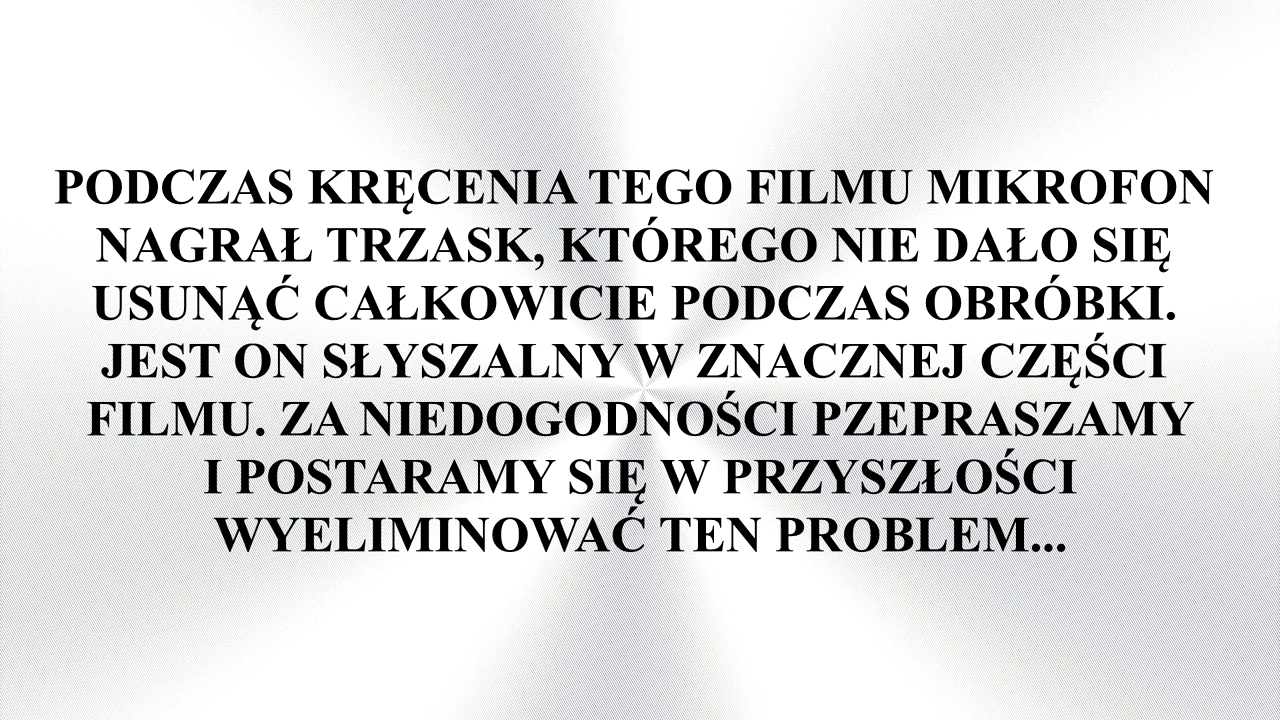 PODCZAS KRĘCENIA TEGO FILMU MIKROFON
NAGRAŁ TRZASK, KTÓREGO NIE DAŁO SIĘ
USUNĄĆ CAŁKOWICIE PODCZAS OBRÓBKI.
JEST ON SŁYSZALNY W ZNACZNEJ CZĘŚCI
FILMU. ZA NIEDOGODNOŚCI PZEPRASZAMY
I POSTARAMY SIĘ W PRZYSZŁOŚCI
WYELIMINOWAĆ TEN PROBLEM...